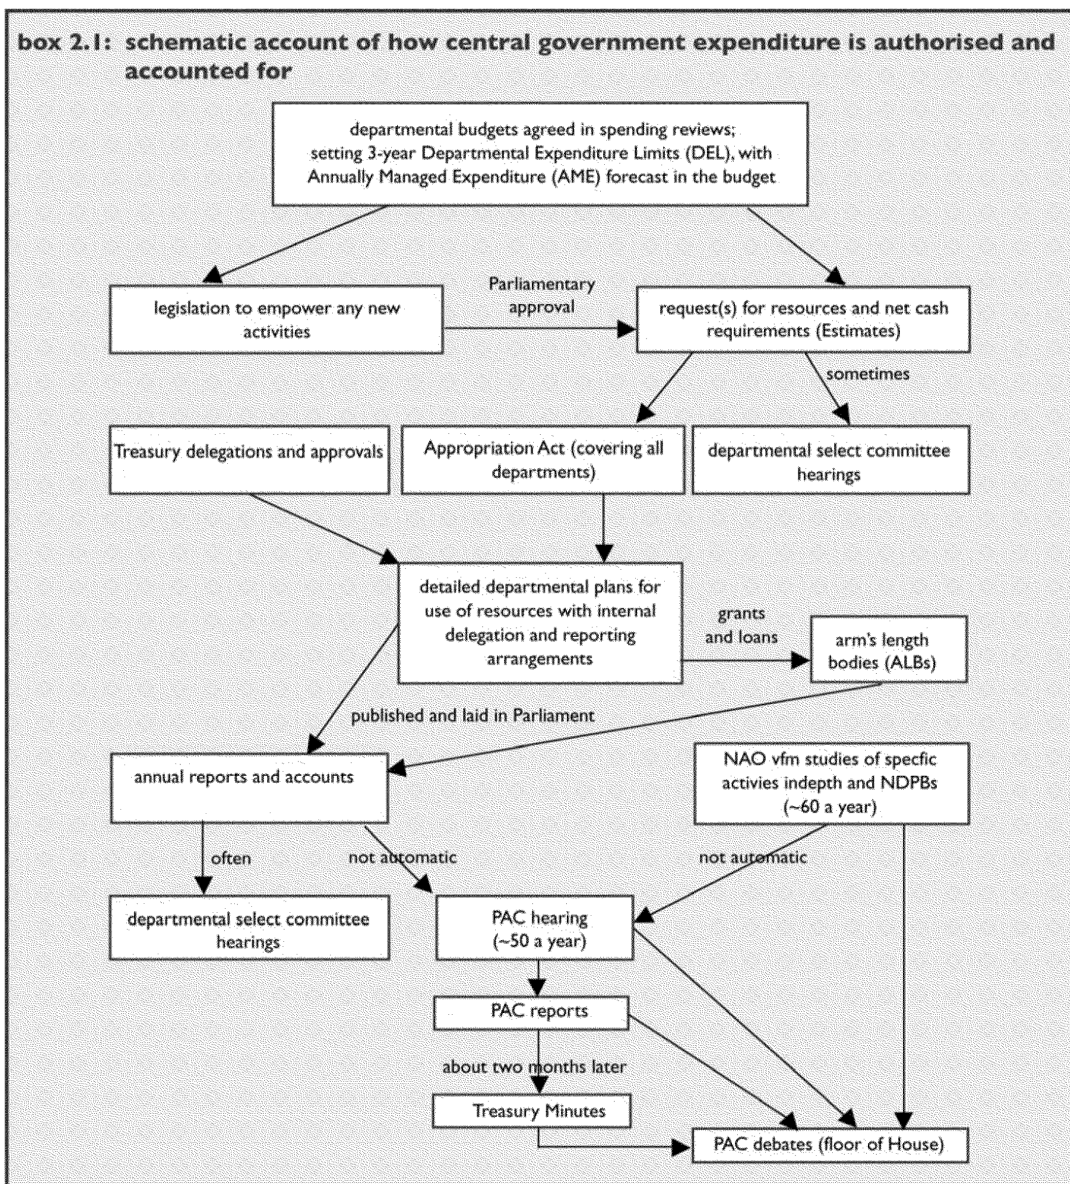 box 2.1: schematic account of how central government expenditure is authorised and
accounted for
departmental budgets agreed in spending reviews;
setting 3-year Departmental Expenditure Limits (DEL), with
Annually Managed Expenditure (AME) forecast in the budget
legislation to empower any new
activities
Parliamentary
approval
request(s) for resources and net cash
requirements (Estimates)
sometimes
Treasury delegations and approvals
Appropriation Act (covering all
departments)
departmental select committee
hearings
detailed departmental plans for
use of resources with internal
delegation and reporting
arrangements
grants
and loans
arm's length
bodies (ALBs)
published and laid in Parliament
annual reports and accounts
NAO vfm studies of specfic
activies indepth and NDPBs
(~60 a year)
often
not automatic
not automatic
departmental select committee
hearings
PAC hearing
(~50 a year)
PAC reports
about two months later
Treasury Minutes
PAC debates (floor of House)